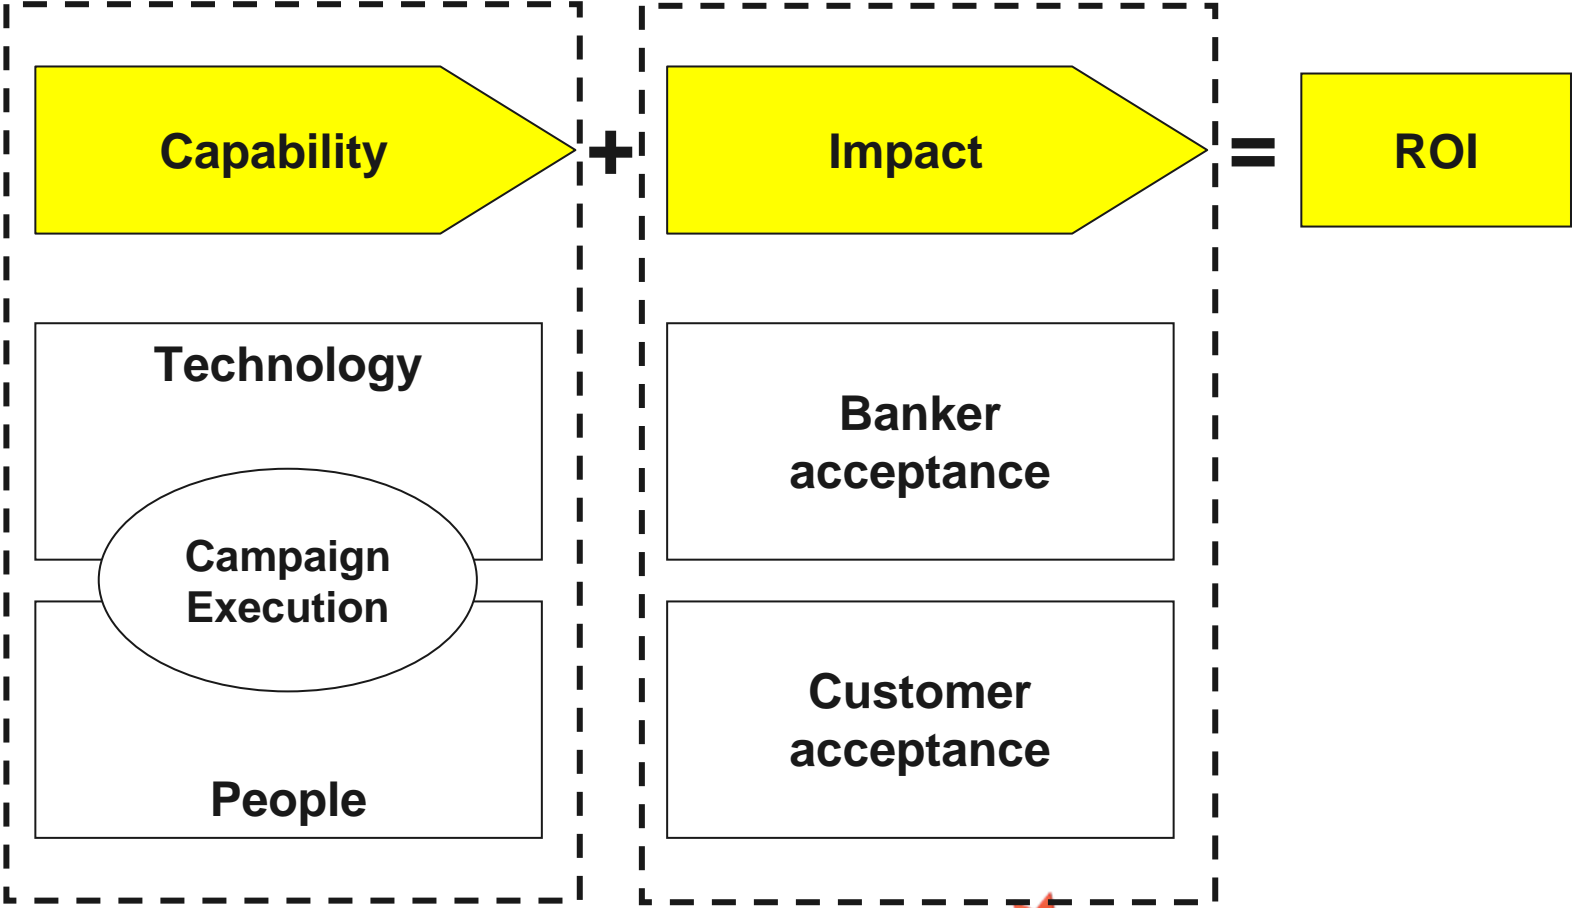 Capability
+
Impact
=
ROI
Technology
Campaign
Execution
People
Banker
acceptance
Customer
acceptance